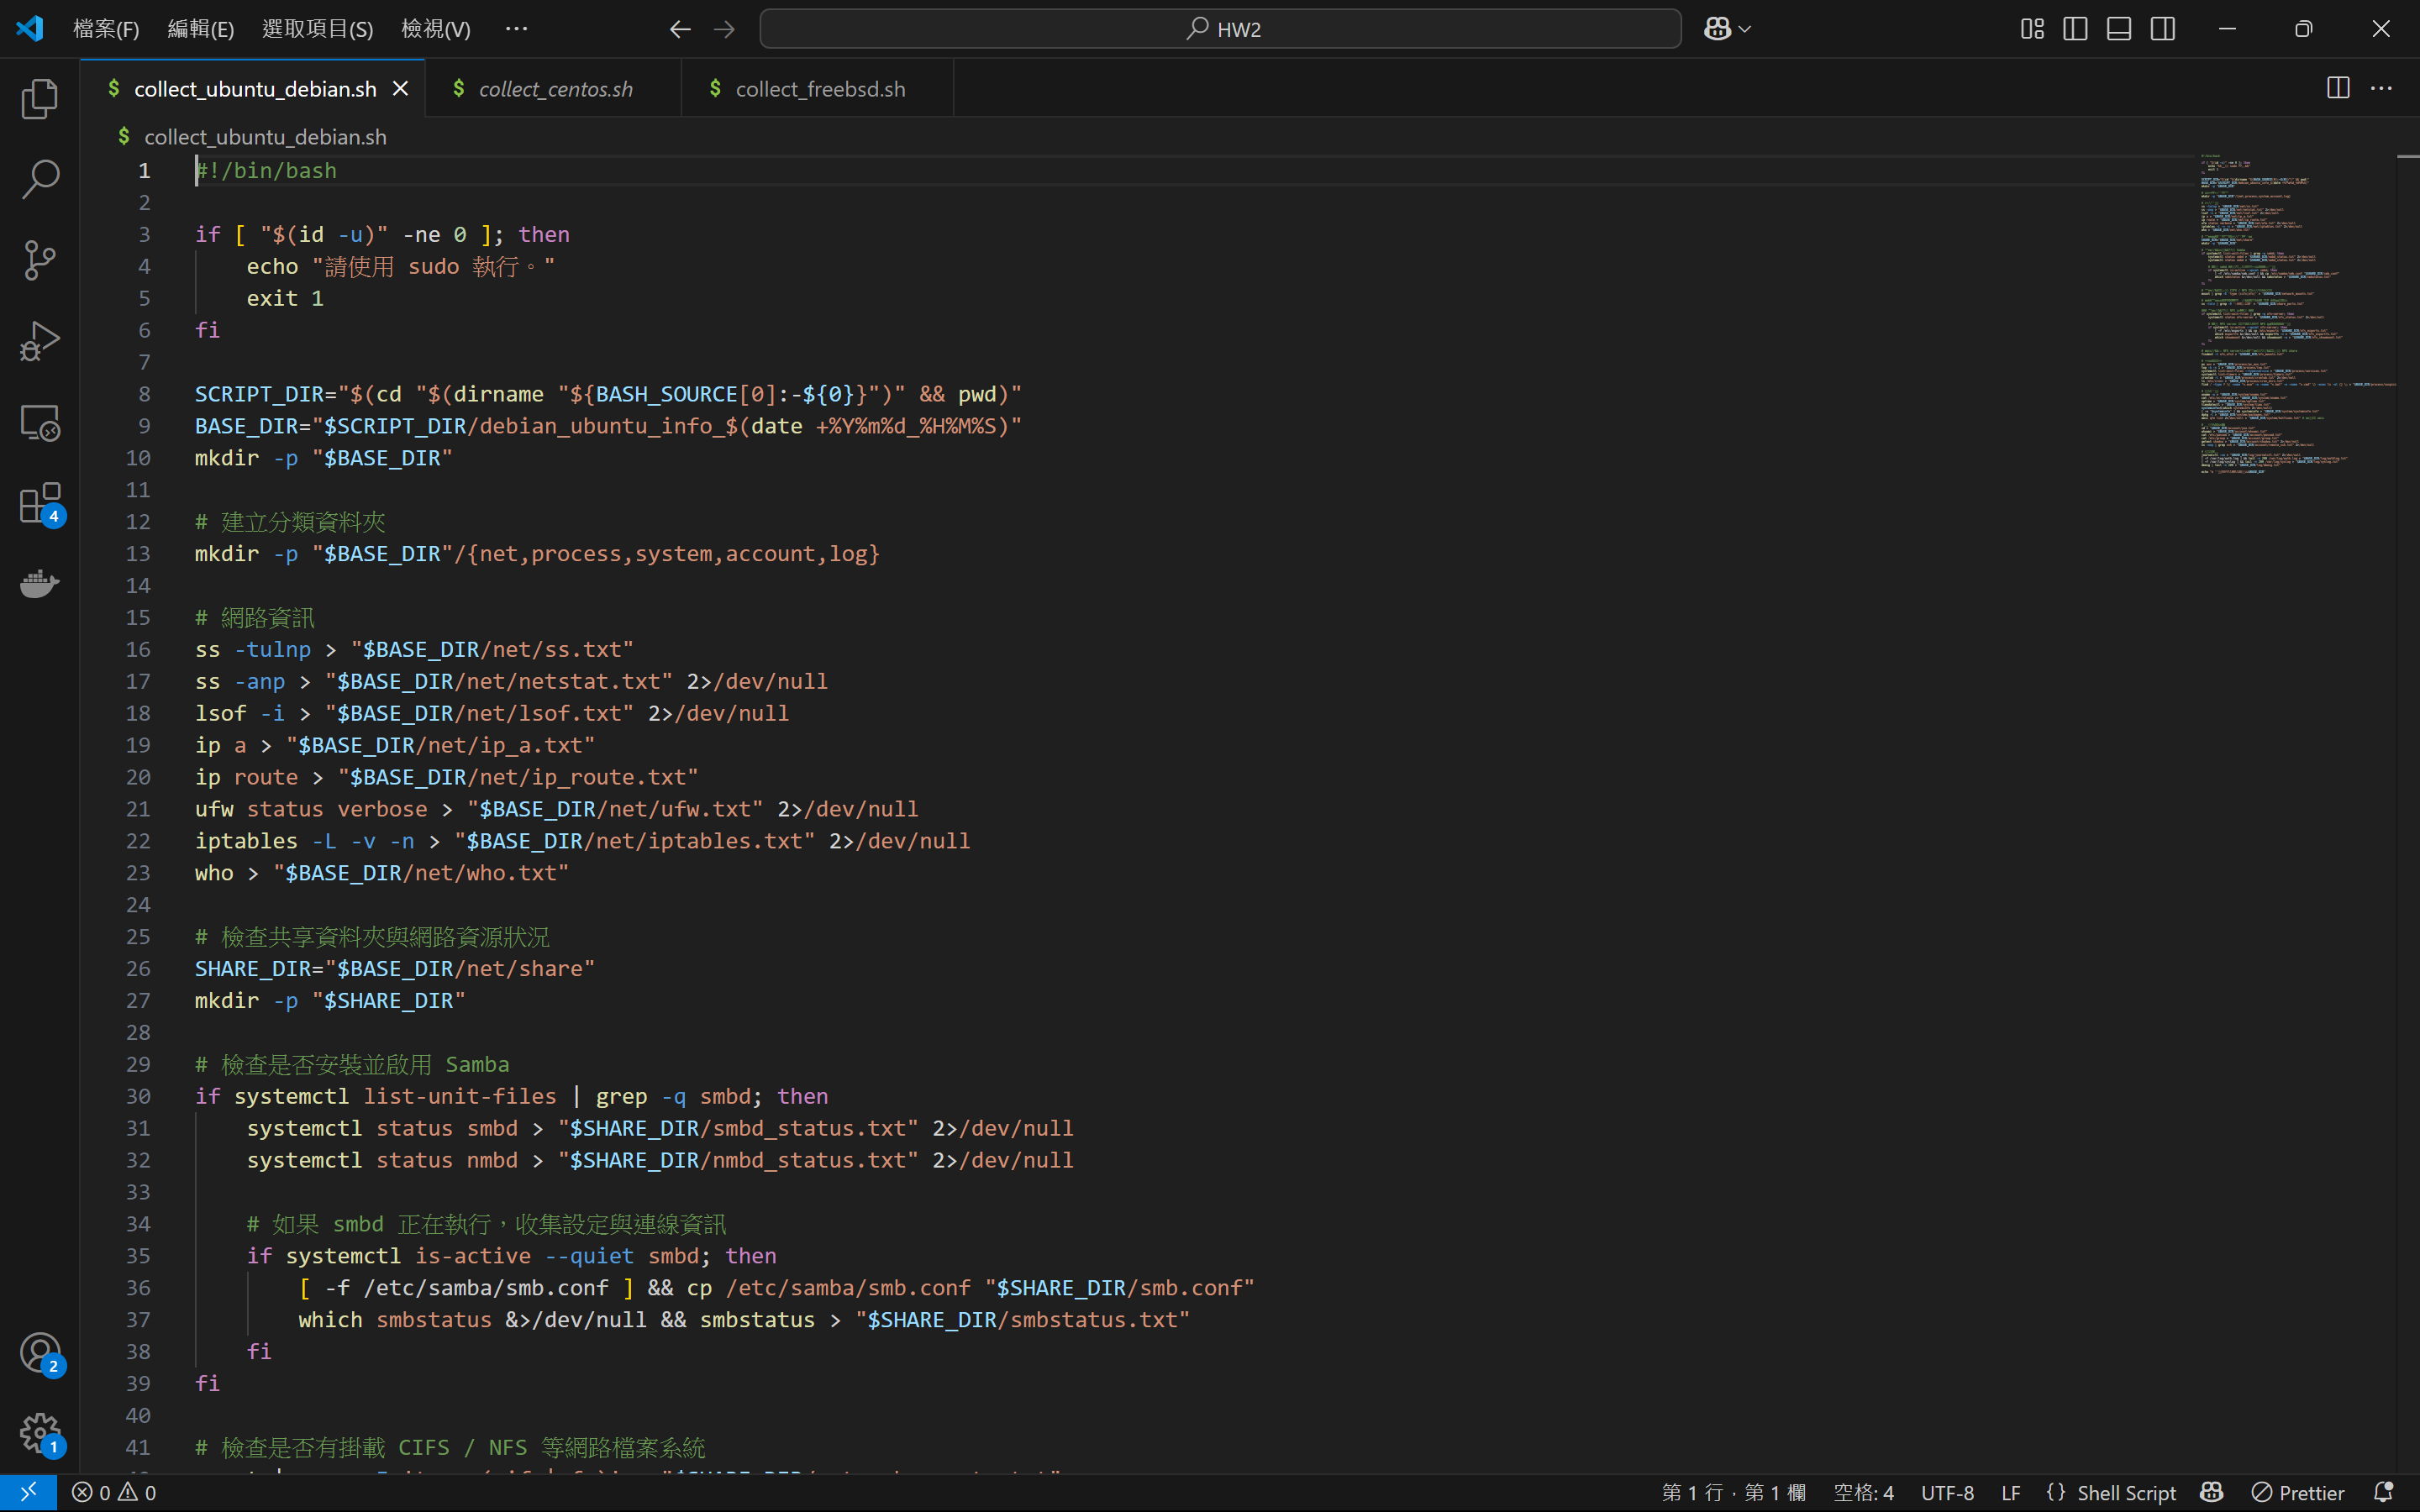 檔案(F) 編輯(E) 選取項目(S) 檢視(V) ··· HW2
collect_ubuntu_debian.sh collect_centos.sh collect_freebsd.sh
collect_ubuntu_debian.sh
1 #!/bin/bash
2
3 if [ "$(id -u)" -ne 0 ]; then
4 echo "請使用 sudo 執行。"
5 exit 1
6 fi
7
8 SCRIPT_DIR="$(cd "$(dirname "${BASH_SOURCE[0]:-${0}}")" && pwd)"
9 BASE_DIR="$SCRIPT_DIR/debian_ubuntu_info_$(date +%Y%m%d_%H%M%S)"
10 mkdir -p "$BASE_DIR"
11
12 # 建立分類資料夾
13 mkdir -p "$BASE_DIR"/{net,process,system,account,log}
14
15 # 網路資訊
16 ss -tulnp > "$BASE_DIR/net/ss.txt"
17 ss -anp > "$BASE_DIR/net/netstat.txt" 2>/dev/null
18 lsof -i > "$BASE_DIR/net/lsof.txt" 2>/dev/null
19 ip a > "$BASE_DIR/net/ip_a.txt"
20 ip route > "$BASE_DIR/net/ip_route.txt"
21 ufw status verbose > "$BASE_DIR/net/ufw.txt" 2>/dev/null
22 iptables -L -v -n > "$BASE_DIR/net/iptables.txt" 2>/dev/null
23 who > "$BASE_DIR/net/who.txt"
24
25 # 檢查共享資料夾與網路資源狀況
26 SHARE_DIR="$BASE_DIR/net/share"
27 mkdir -p "$SHARE_DIR"
28
29 # 檢查是否安裝並啟用 Samba
30 if systemctl list-unit-files | grep -q smbd; then
31 systemctl status smbd > "$SHARE_DIR/smbd_status.txt" 2>/dev/null
32 systemctl status nmbd > "$SHARE_DIR/nmbd_status.txt" 2>/dev/null
33
34 # 如果 smbd 正在執行，收集設定與連線資訊
35 if systemctl is-active --quiet smbd; then
36 [ -f /etc/samba/smb.conf ] && cp /etc/samba/smb.conf "$SHARE_DIR/smb.conf"
37 which smbstatus &>/dev/null && smbstatus > "$SHARE_DIR/smbstatus.txt"
38 fi
39 fi
40
41 # 檢查是否有掛載 CIFS / NFS 等網路檔案系統
4
2
1
0 0 第 1 行，第 1 欄 空格: 4 UTF-8 LF {} Shell Script Prettier